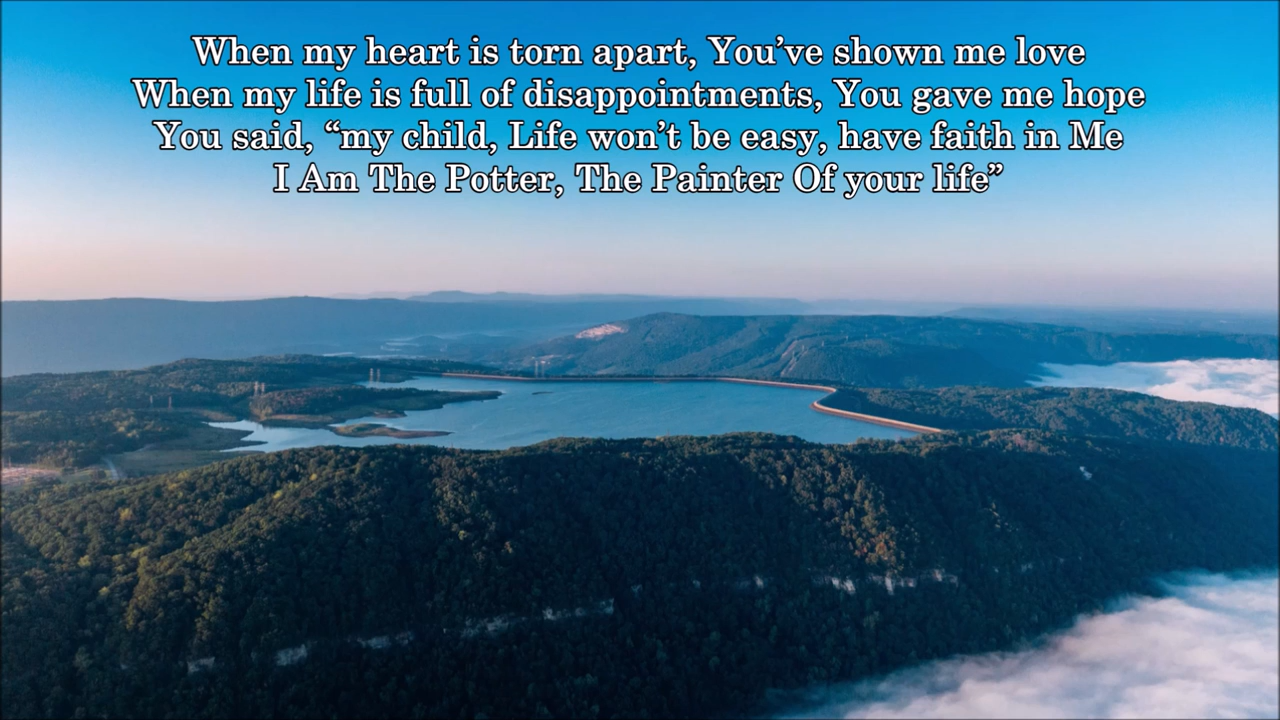 When my heart is torn apart, You’ve shown me love
When my life is full of disappointments, You gave me hope
You said, “my child, Life won’t be easy, have faith in Me
I Am The Potter, The Painter Of your life”